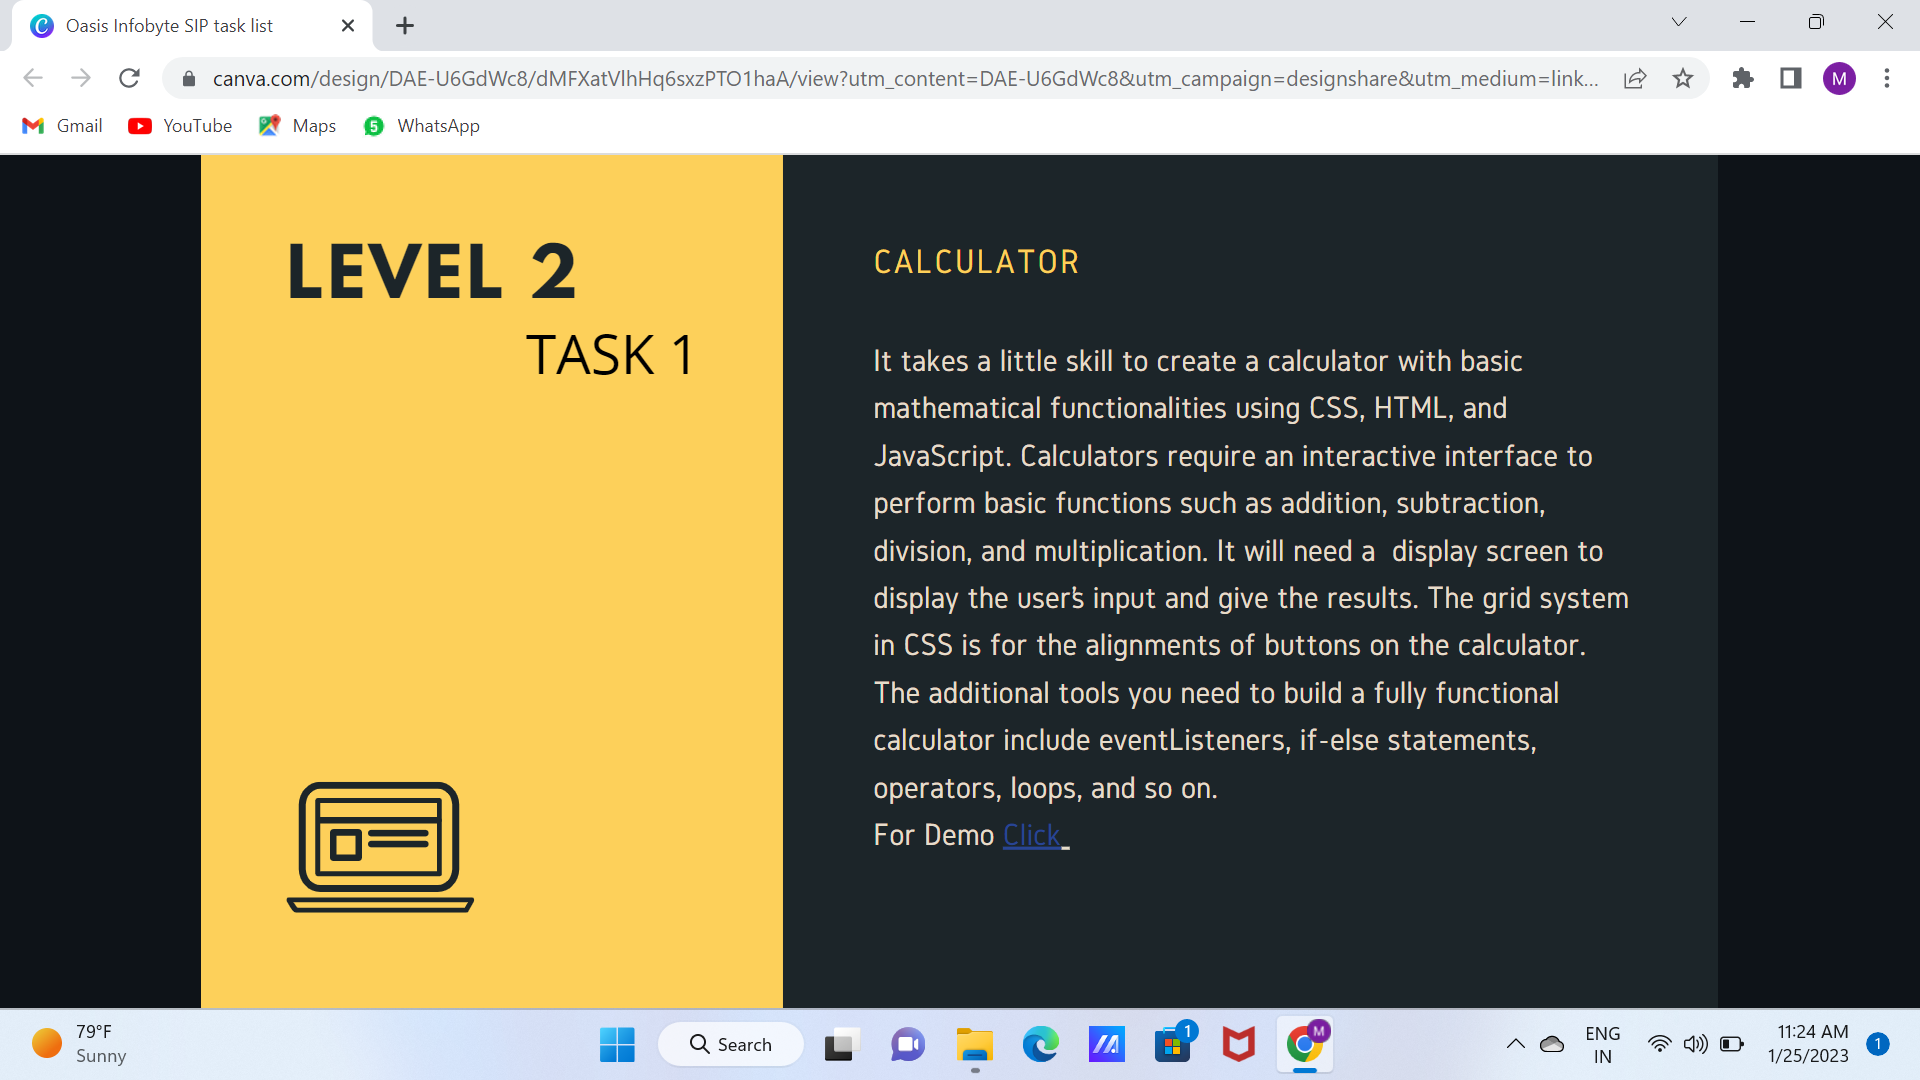 Oasis Infobyte SIP task list
canva.com/design/DAE-U6GdWc8/dMFXatVlhHq6sxzPTO1haA/view?utm_content=DAE-U6GdWc8&utm_campaign=designshare&utm_medium=link...
M
Gmail
YouTube
5
Maps
WhatsApp
LEVEL 2
TASK 1
CALCULATOR
It takes a little skill to create a calculator with basic
mathematical functionalities using CSS, HTML, and
JavaScript. Calculators require an interactive interface to
perform basic functions such as addition, subtraction,
division, and multiplication. It will need a  display screen to
display the user's input and give the results. The grid system
in CSS is for the alignments of buttons on the calculator.
The additional tools you need to build a fully functional
calculator include eventListeners, if-else statements,
operators, loops, and so on.
For Demo Click
79°F
Sunny
Search
1
M
ENG
IN
11:24 AM
1/25/2023
1